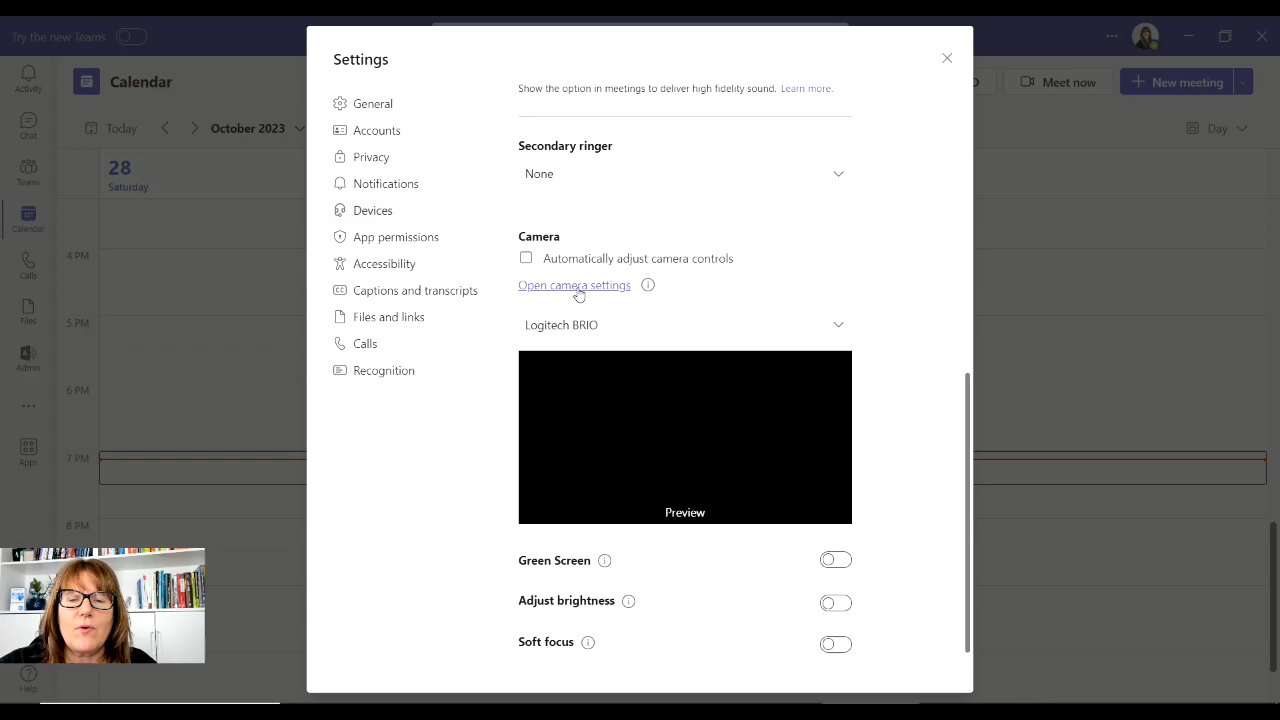 Try the new Teams
Calendar
Meet now
New meeting
Today
October 2023
Day
28
Saturday
Activity
Chat
Teams
Calendar
Calls
Files
Admin
Apps
Help
4 PM
5 PM
6 PM
7 PM
8 PM
Settings
General
Accounts
Privacy
Notifications
Devices
App permissions
Accessibility
Captions and transcripts
Files and links
Calls
Recognition
Show the option in meetings to deliver high fidelity sound. Learn more.
Secondary ringer
None
Camera
Automatically adjust camera controls
Open camera settings
Logitech BRIO
Preview
Green Screen
Adjust brightness
Soft focus